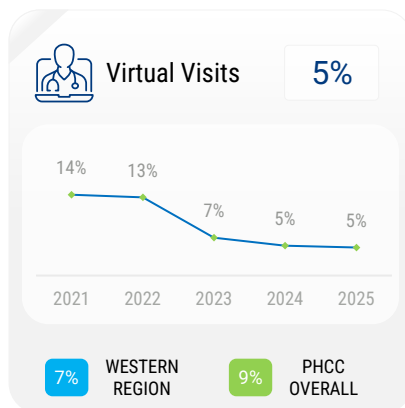 Virtual Visits 5%
14% 13% 7% 5% 5%
2021 2022 2023 2024 2025
7% WESTERN REGION
9% PHCC OVERALL